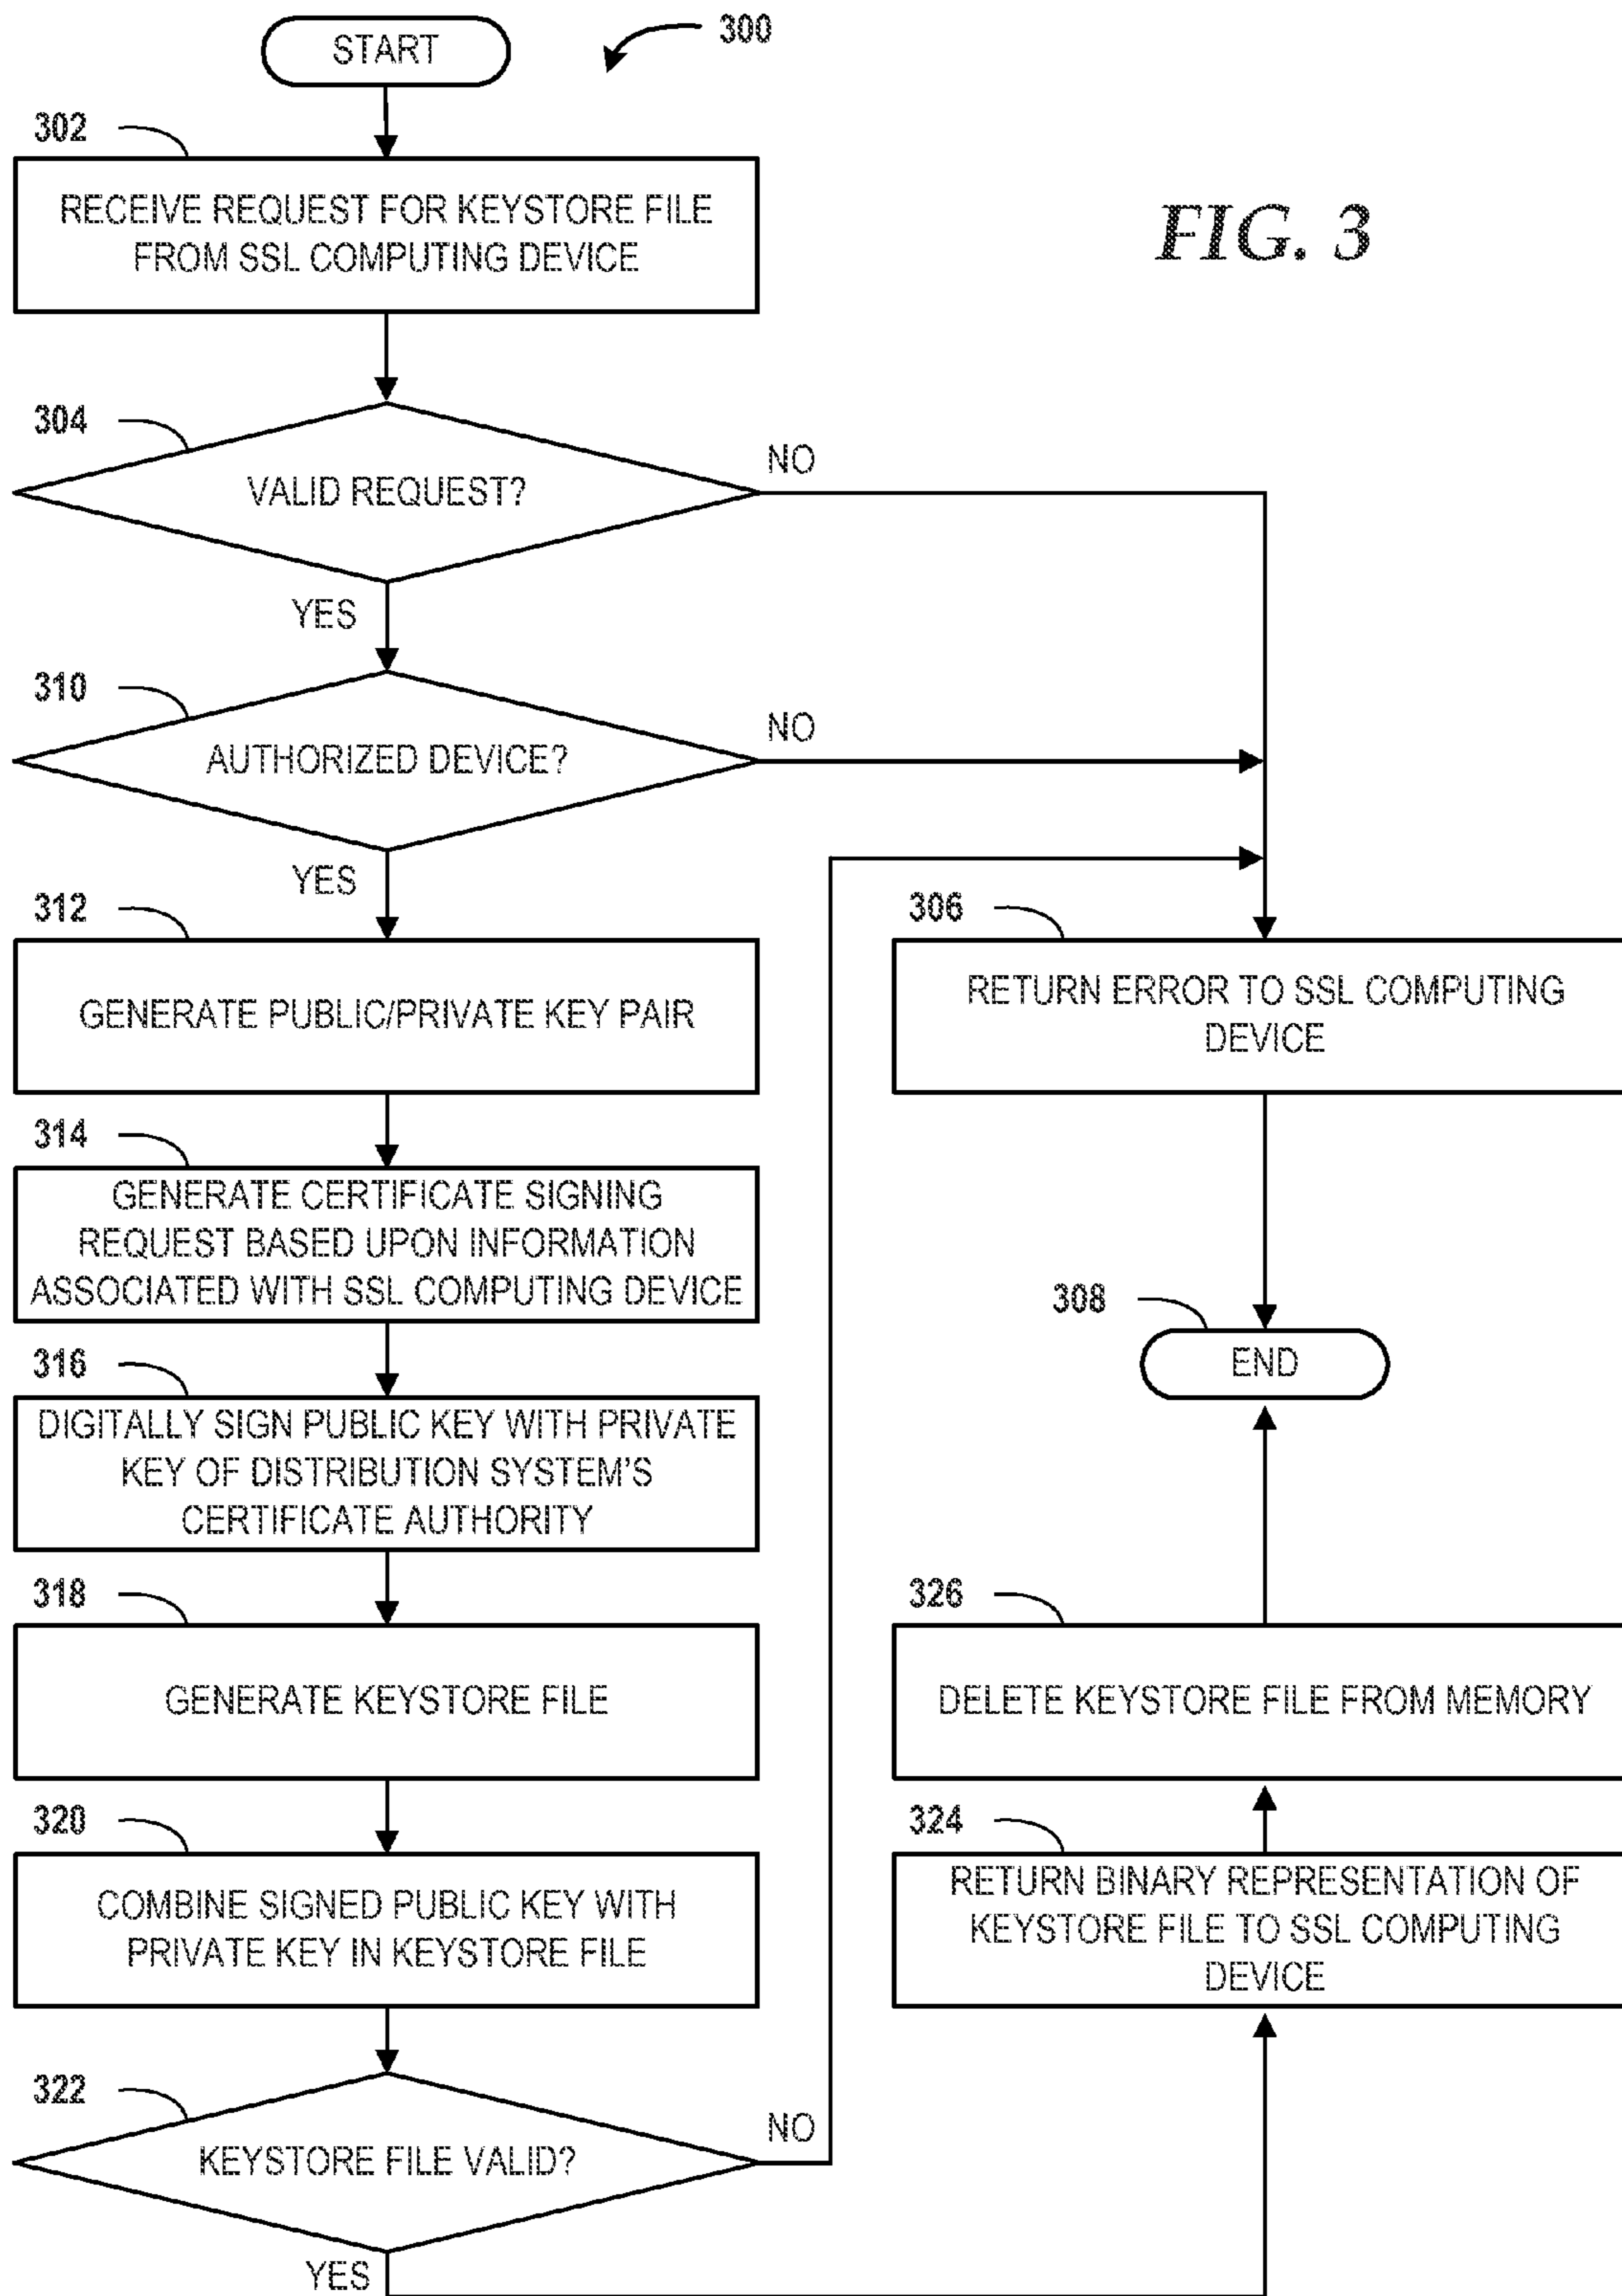 START
300
302
RECEIVE REQUEST FOR KEYSTORE FILE
FROM SSL COMPUTING DEVICE
FIG. 3
304
VALID REQUEST?
NO
YES
310
AUTHORIZED DEVICE?
NO
YES
312
GENERATE PUBLIC/PRIVATE KEY PAIR
306
RETURN ERROR TO SSL COMPUTING
DEVICE
314
GENERATE CERTIFICATE SIGNING
REQUEST BASED UPON INFORMATION
ASSOCIATED WITH SSL COMPUTING DEVICE
308
END
316
DIGITALLY SIGN PUBLIC KEY WITH PRIVATE
KEY OF DISTRIBUTION SYSTEM'S
CERTIFICATE AUTHORITY
318
GENERATE KEYSTORE FILE
326
DELETE KEYSTORE FILE FROM MEMORY
320
COMBINE SIGNED PUBLIC KEY WITH
PRIVATE KEY IN KEYSTORE FILE
324
RETURN BINARY REPRESENTATION OF
KEYSTORE FILE TO SSL COMPUTING
DEVICE
322
KEYSTORE FILE VALID?
NO
YES